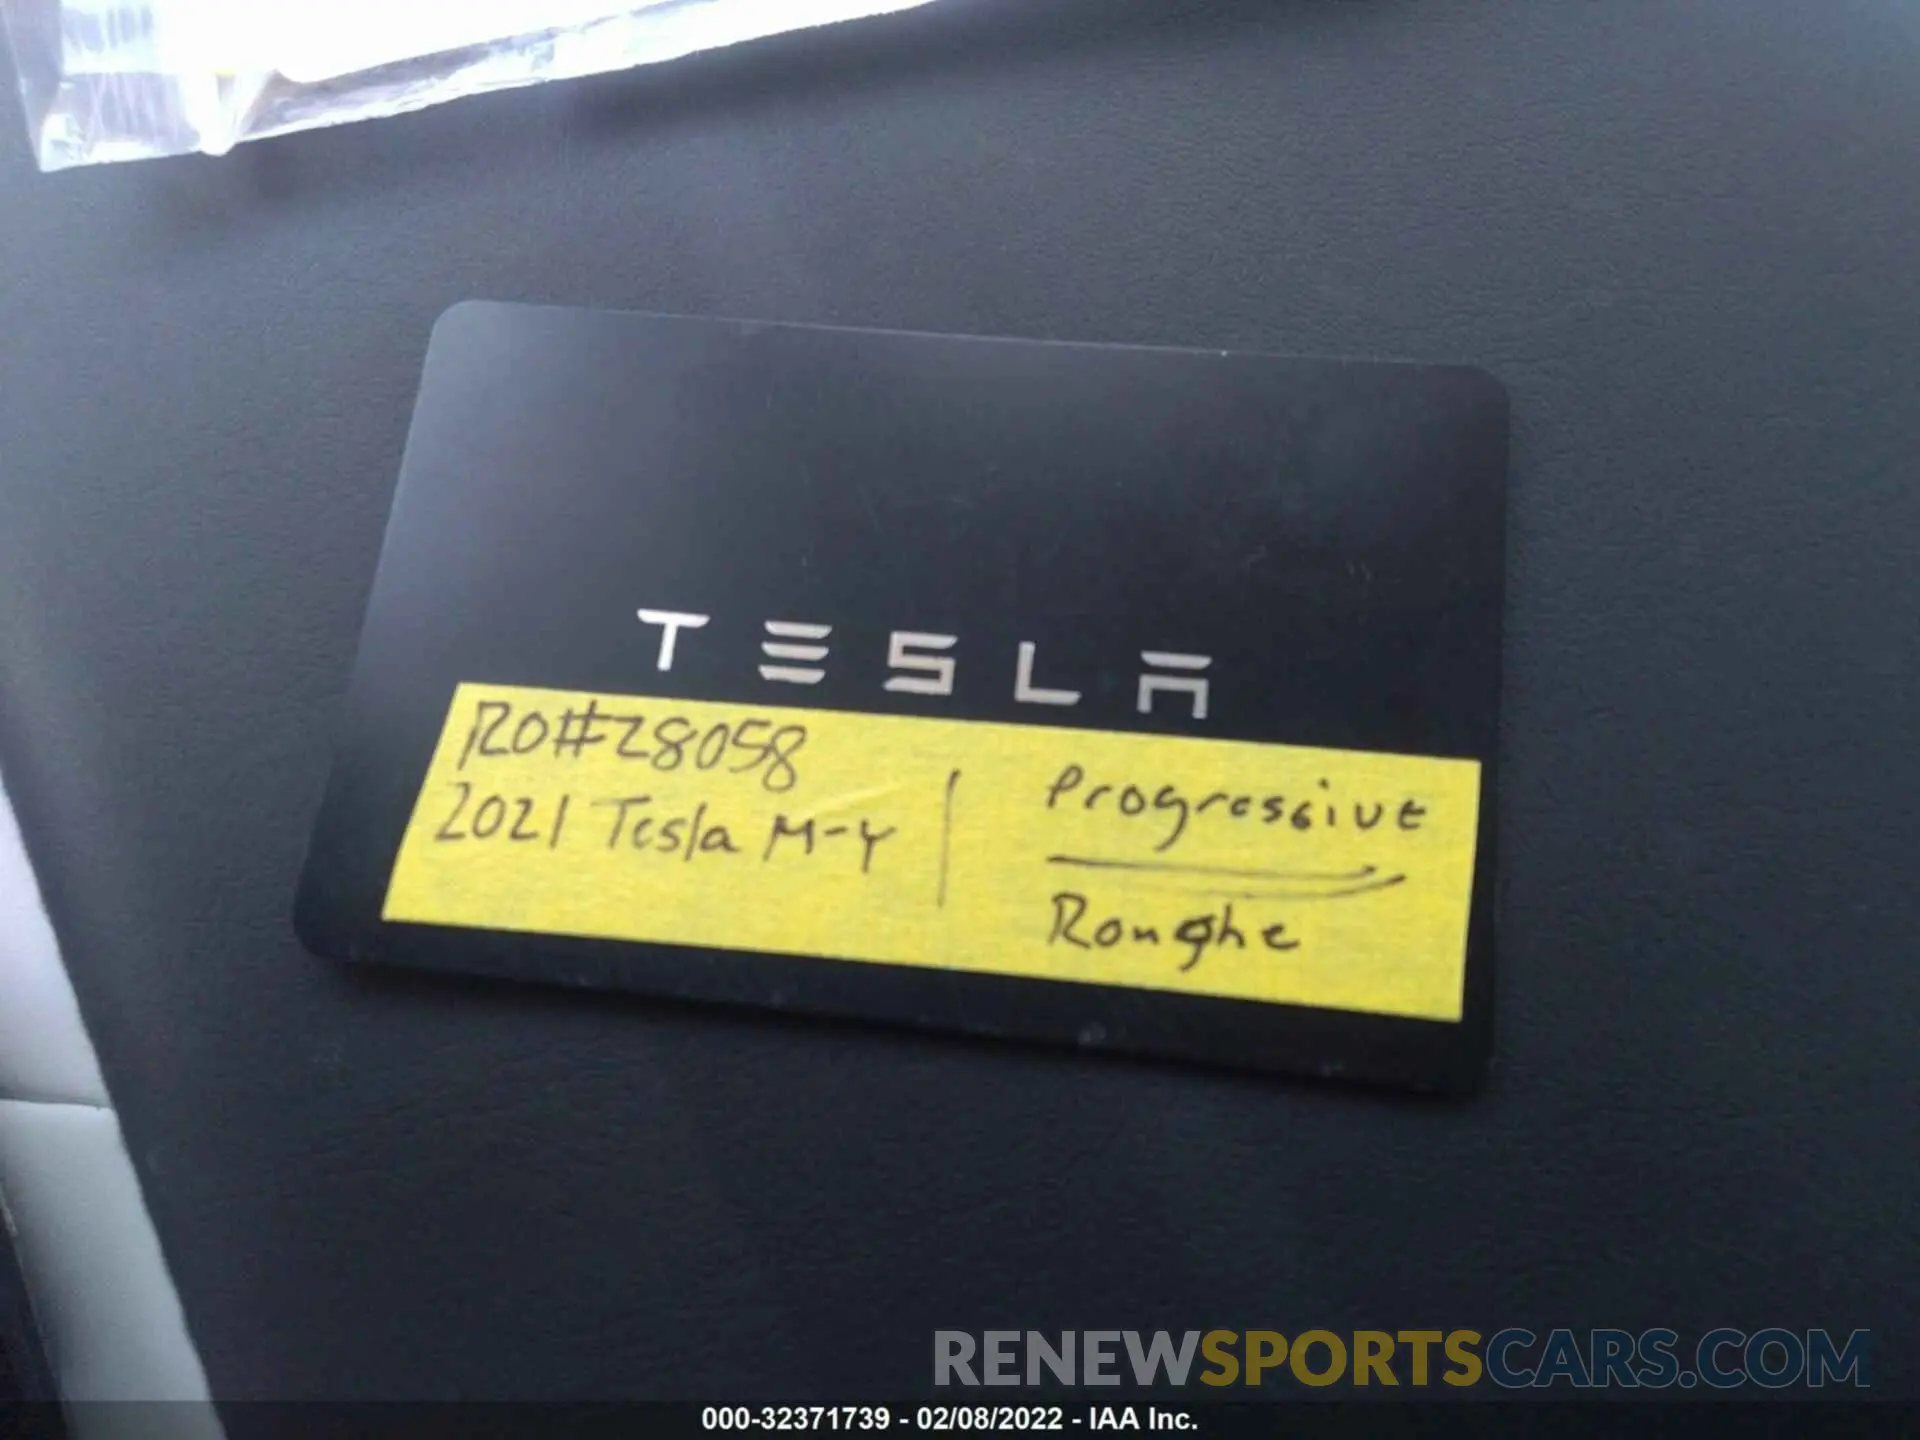 TESLA
RO#28058
2021 Tesla M-Y
Progressive
Ronghe
RENEWSPORTSCARS.COM
000-32371739 - 02/08/2022 - IAA Inc.